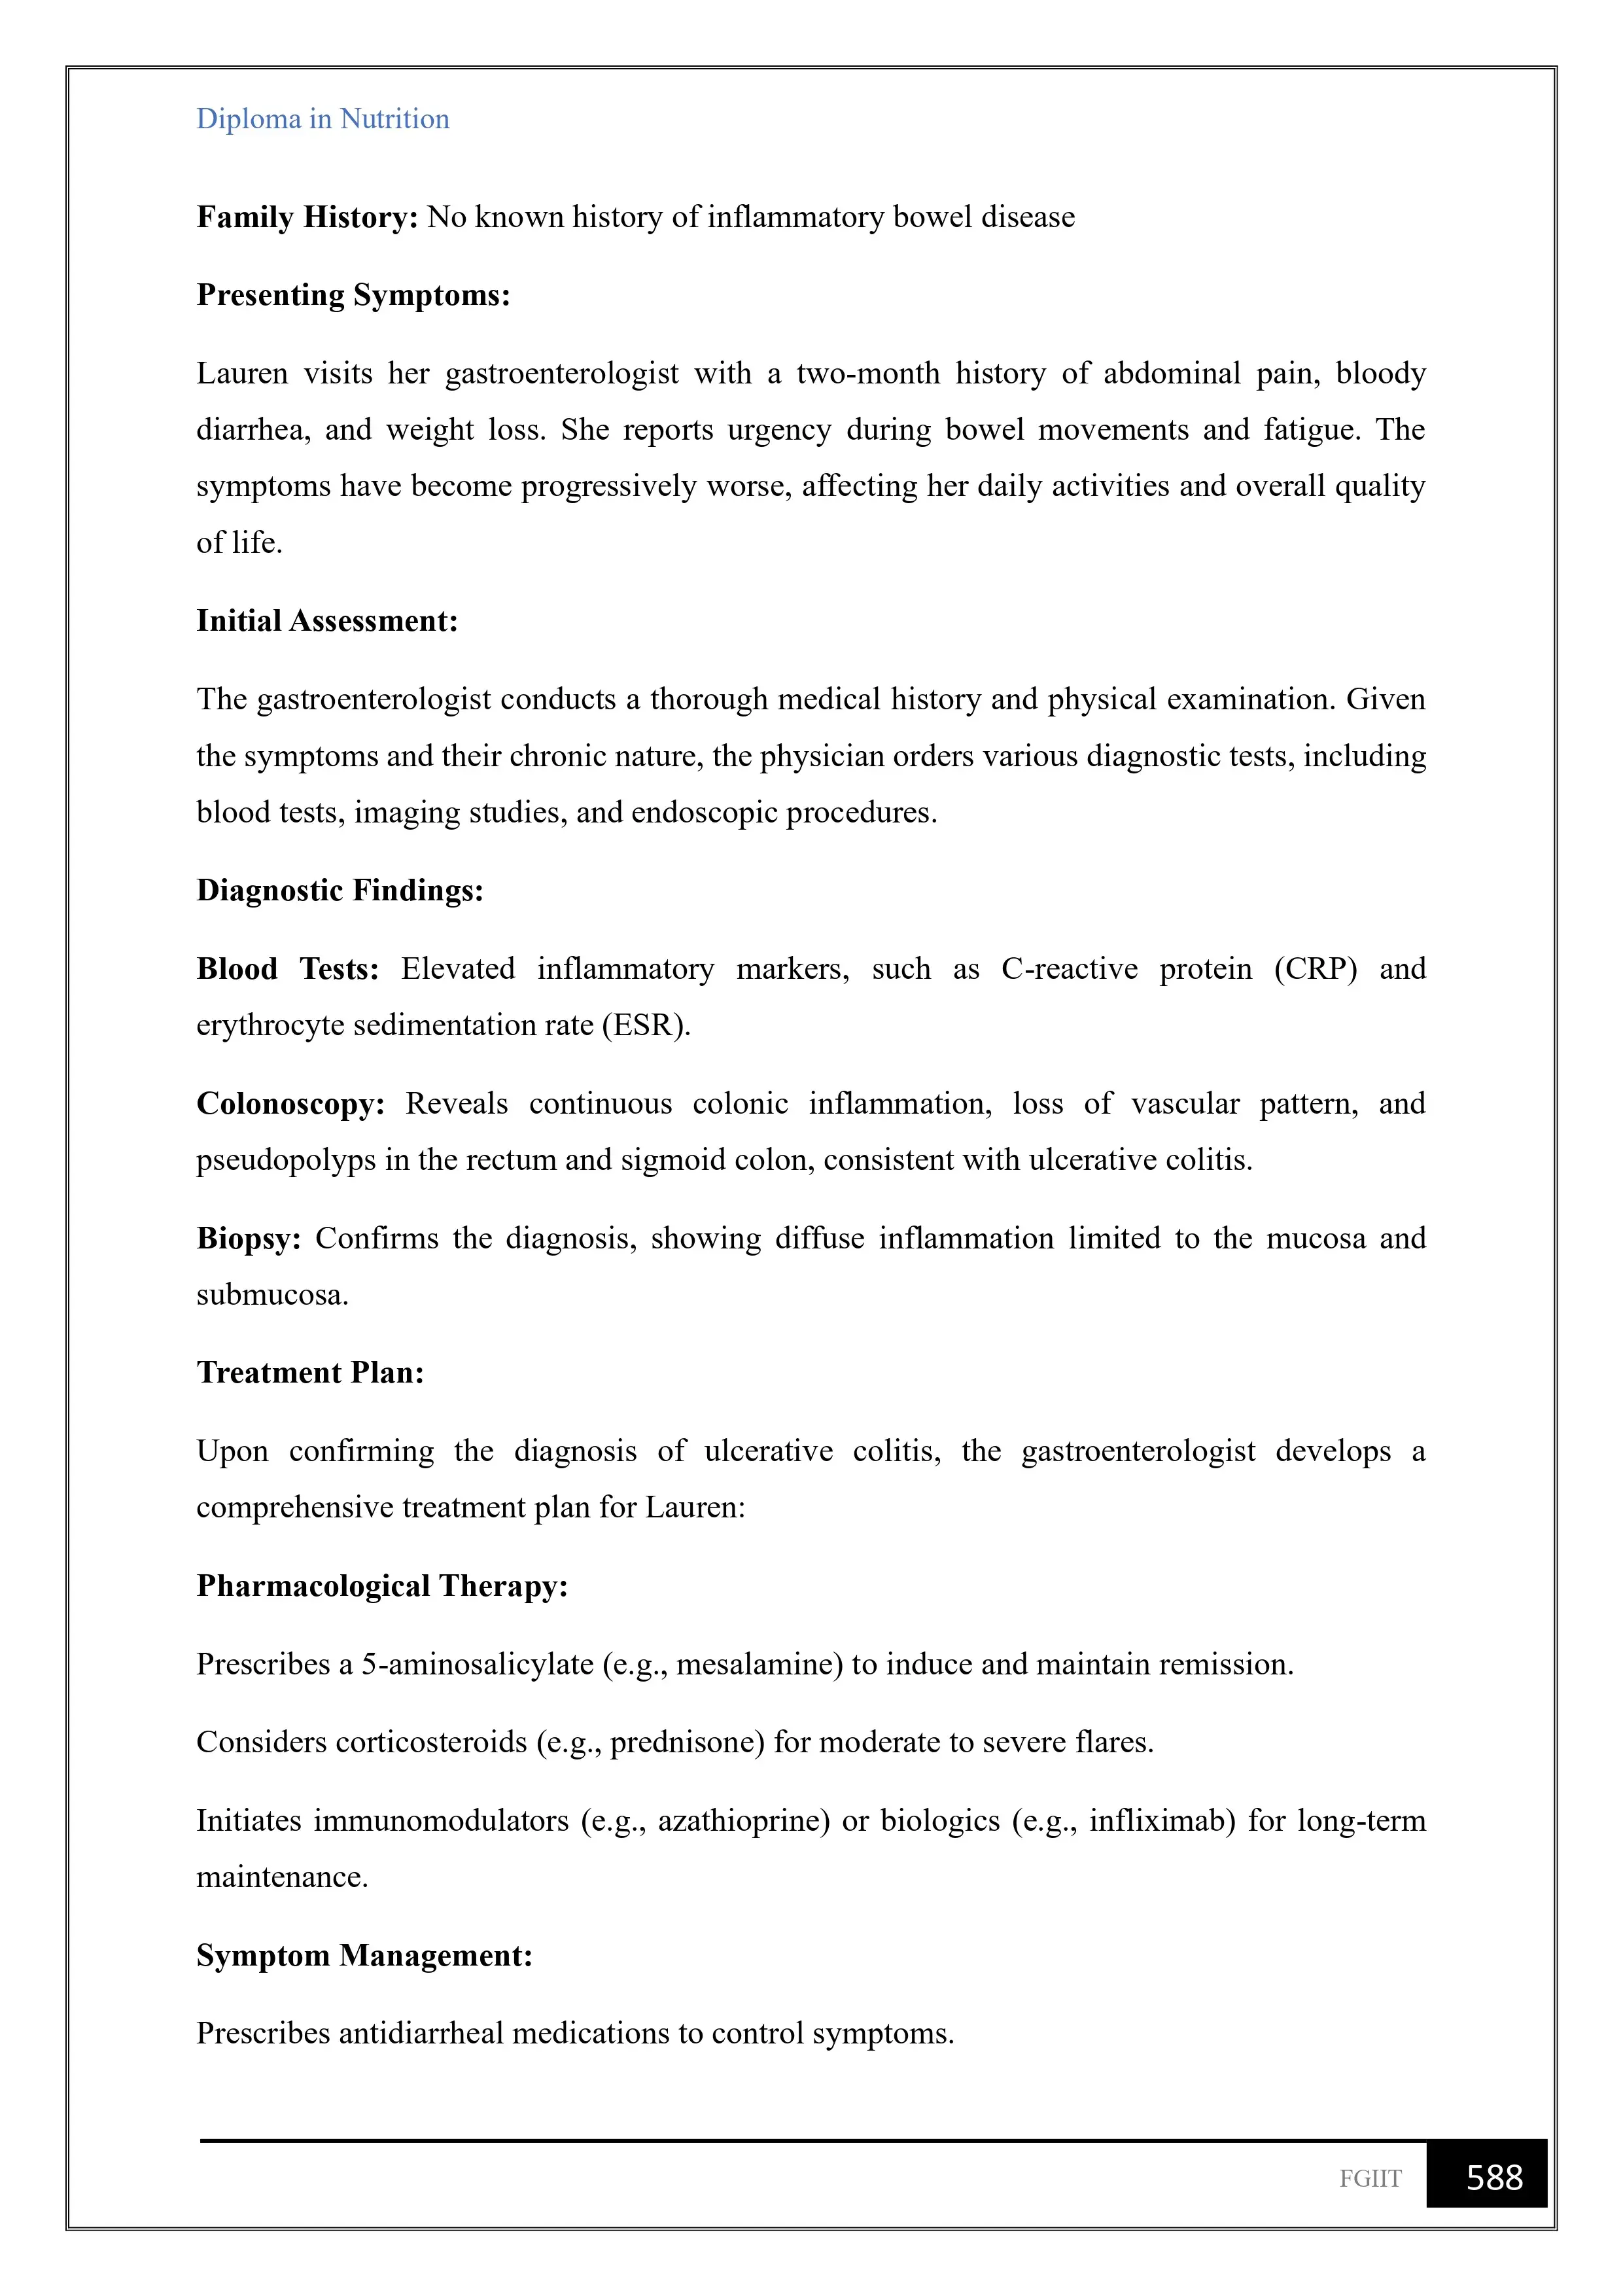 Diploma in Nutrition
Family History: No known history of inflammatory bowel disease
Presenting Symptoms:
Lauren visits her gastroenterologist with a two-month history of abdominal pain, bloody
diarrhea, and weight loss. She reports urgency during bowel movements and fatigue. The
symptoms have become progressively worse, affecting her daily activities and overall quality
of life.
Initial Assessment:
The gastroenterologist conducts a thorough medical history and physical examination. Given
the symptoms and their chronic nature, the physician orders various diagnostic tests, including
blood tests, imaging studies, and endoscopic procedures.
Diagnostic Findings:
Blood Tests: Elevated inflammatory markers, such as C-reactive protein (CRP) and
erythrocyte sedimentation rate (ESR).
Colonoscopy: Reveals continuous colonic inflammation, loss of vascular pattern, and
pseudopolyps in the rectum and sigmoid colon, consistent with ulcerative colitis.
Biopsy: Confirms the diagnosis, showing diffuse inflammation limited to the mucosa and
submucosa.
Treatment Plan:
Upon confirming the diagnosis of ulcerative colitis, the gastroenterologist develops a
comprehensive treatment plan for Lauren:
Pharmacological Therapy:
Prescribes a 5-aminosalicylate (e.g., mesalamine) to induce and maintain remission.
Considers corticosteroids (e.g., prednisone) for moderate to severe flares.
Initiates immunomodulators (e.g., azathioprine) or biologics (e.g., infliximab) for long-term
maintenance.
Symptom Management:
Prescribes antidiarrheal medications to control symptoms.
FGIIT 588